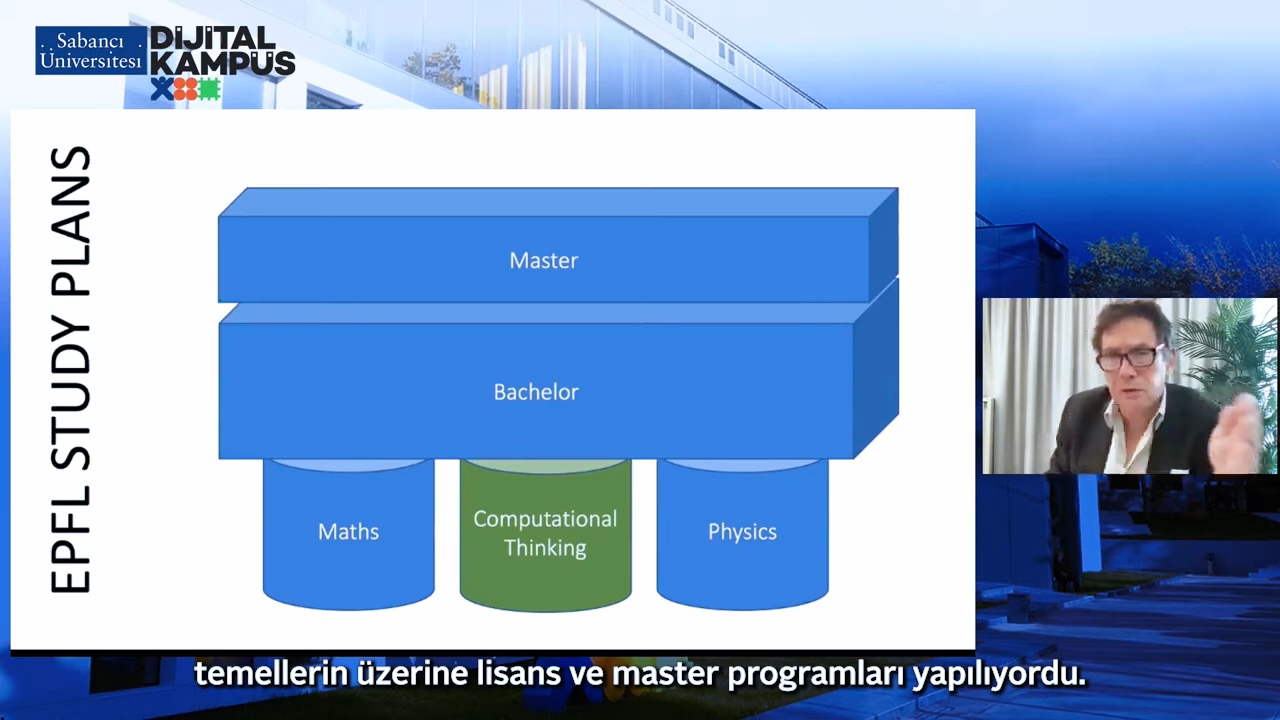 Sabancı
Üniversitesi
DİJİTAL
KAMPUS
EPFL STUDY PLANS
Master
Bachelor
Maths
Computational
Thinking
Physics
temellerin üzerine lisans ve master programları yapılıyordu.